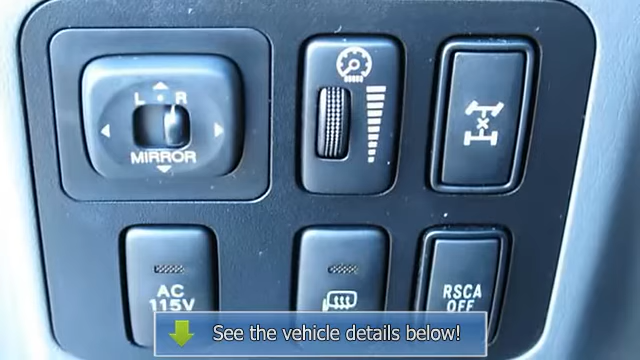 L R
MIRROR
AC
115V
RSCA
OFF
See the vehicle details below!